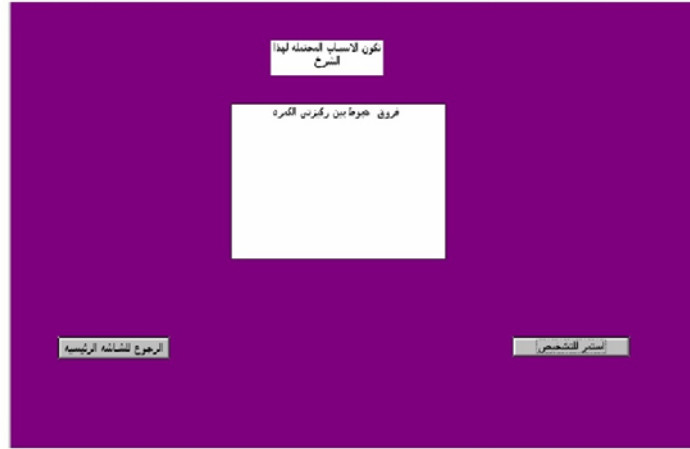 تكون الاسباب المحتمله لهذا
الشرخ
فروق هبوط بين ركيزتي الكمره
الرجوع للشاشه الرئيسيه
استمر للتشخيص